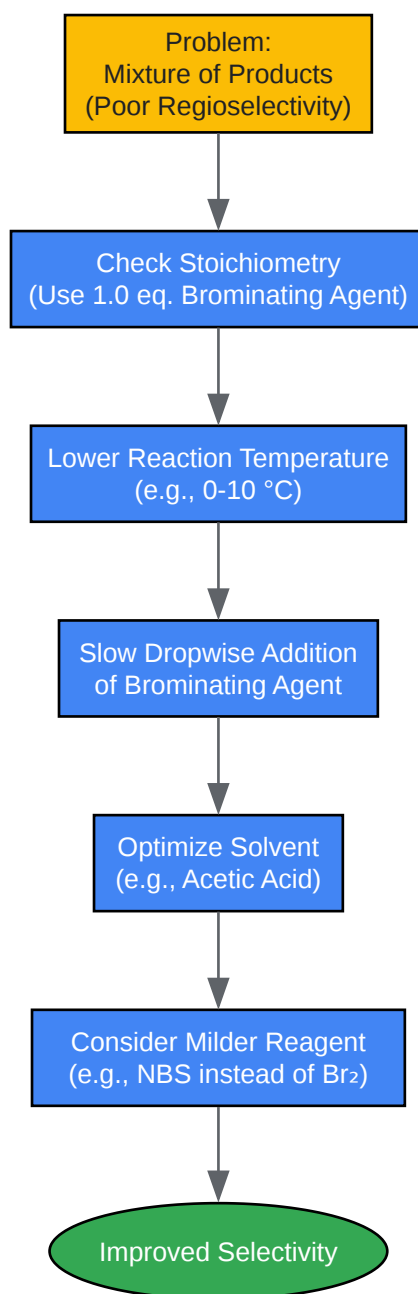 Problem:
Mixture of Products
(Poor Regioselectivity)
Check Stoichiometry
(Use 1.0 eq. Brominating Agent)
Lower Reaction Temperature
(e.g., 0-10 °C)
Slow Dropwise Addition
of Brominating Agent
Optimize Solvent
(e.g., Acetic Acid)
Consider Milder Reagent
(e.g., NBS instead of Br₂)
Improved Selectivity